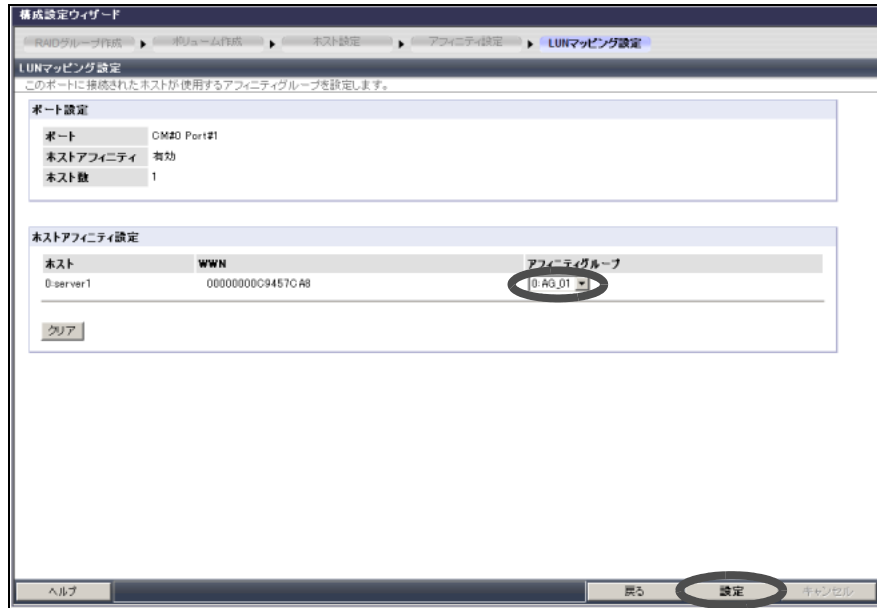 構成設定ウィザード
RAIDグループ作成 ボリューム作成 ホスト設定 アフィニティ設定 LUNマッピング設定
LUNマッピング設定
このポートに接続されたホストが使用するアフィニティグループを設定します。
ポート設定
ポート CM#0 Port#1
ホストアフィニティ 有効
ホスト数 1
ホストアフィニティ設定
ホスト WWN アフィニティグループ
0:server1 00000000C9457CA8 0:AG_01
クリア
ヘルプ 戻る 設定 キャンセル